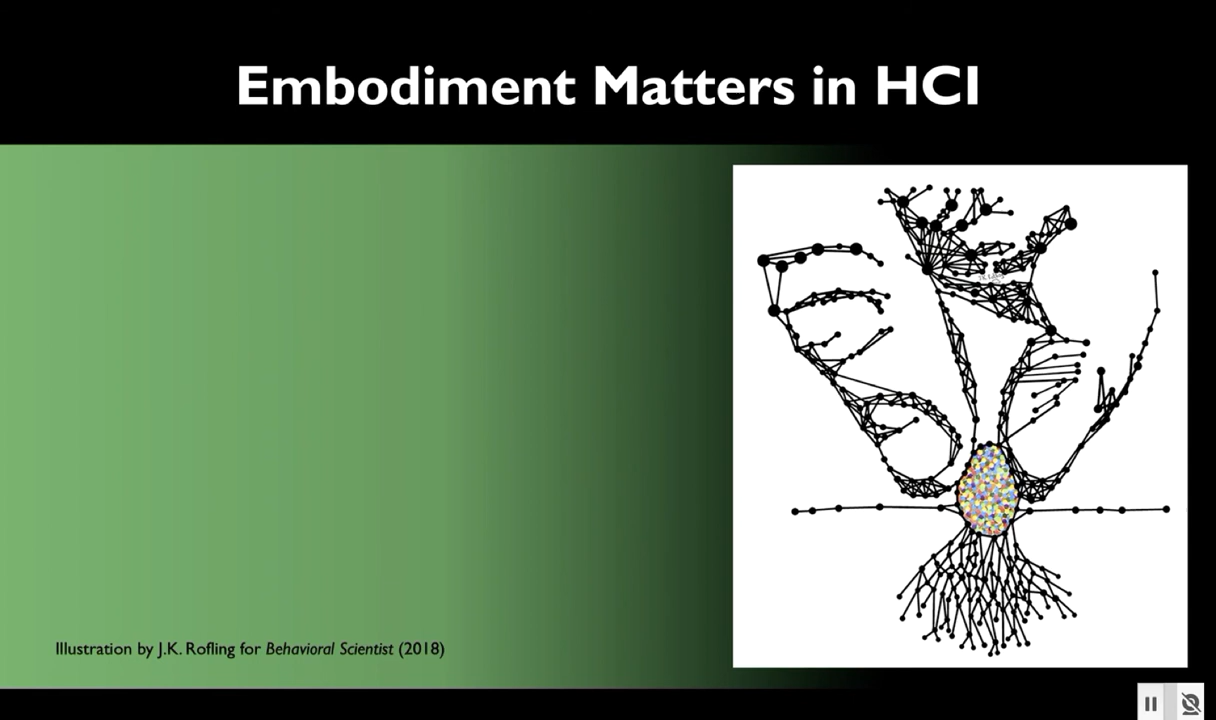 Embodiment Matters in HCI
Illustration by J.K. Rofling for Behavioral Scientist (2018)